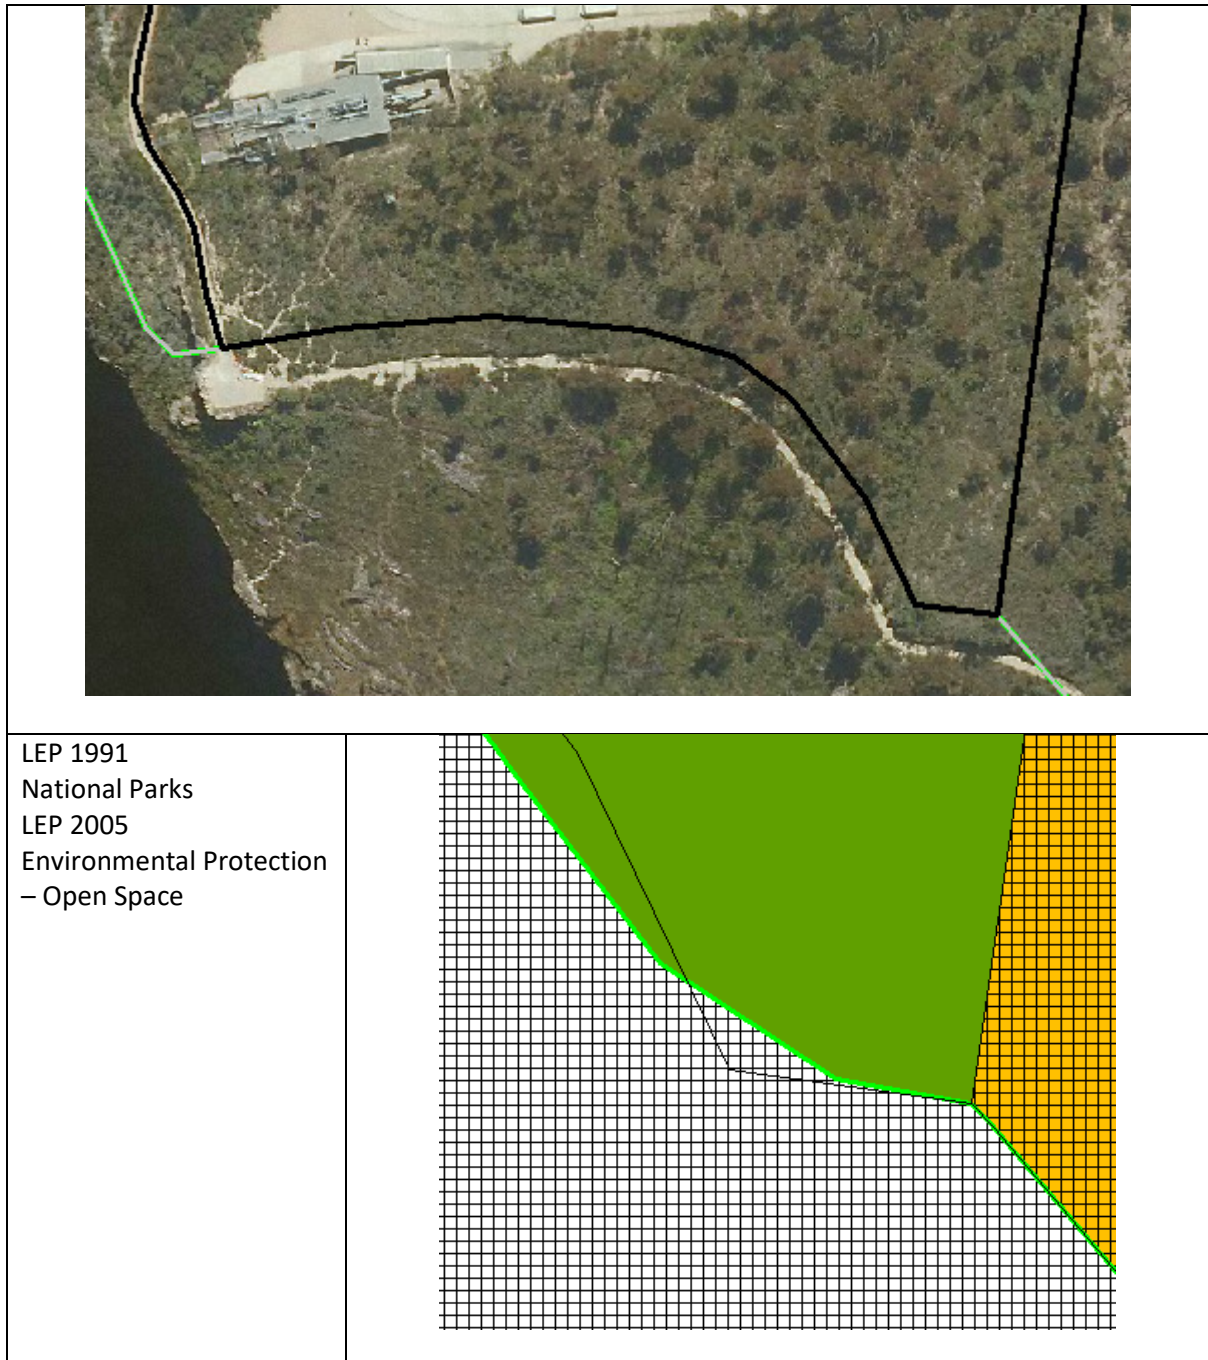 LEP 1991
National Parks
LEP 2005
Environmental Protection
– Open Space